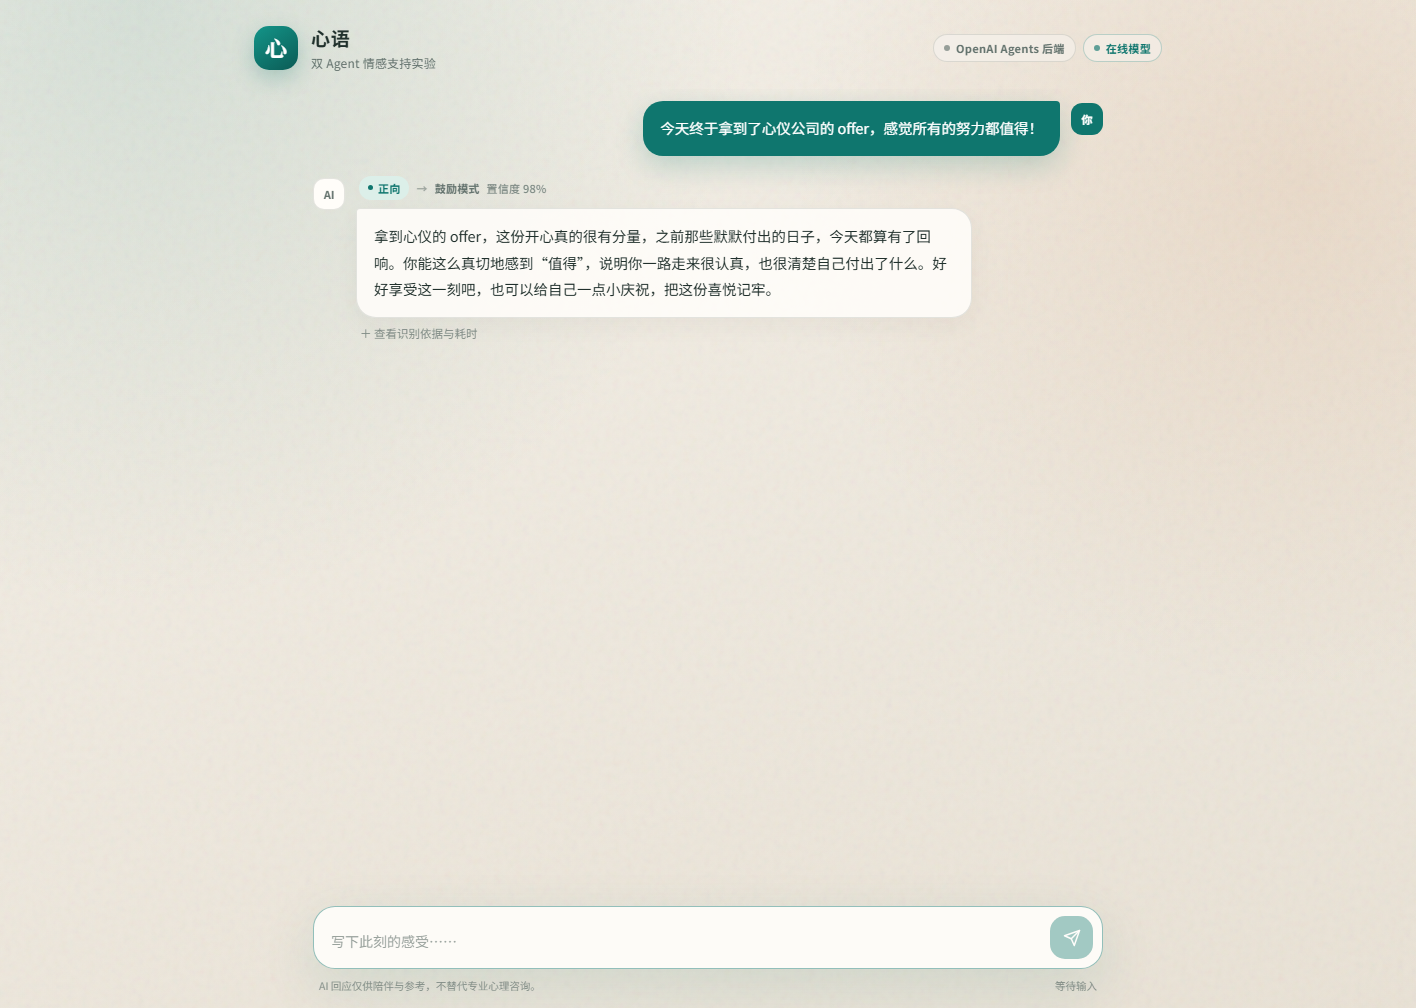 心
心语
双 Agent 情感支持实验
OpenAI Agents 后端
在线模型
今天终于拿到了心仪公司的 offer，感觉所有的努力都值得！
你
AI
正向 → 鼓励模式 置信度 98%
拿到心仪的 offer，这份开心真的很有分量，之前那些默默付出的日子，今天都算有了回
响。你能这么真切地感到“值得”，说明你一路走来很认真，也很清楚自己付出了什么。好
好享受这一刻吧，也可以给自己一点小庆祝，把这份喜悦记牢。
＋ 查看识别依据与耗时
写下此刻的感受……
AI 回应仅供陪伴与参考，不替代专业心理咨询。
等待输入